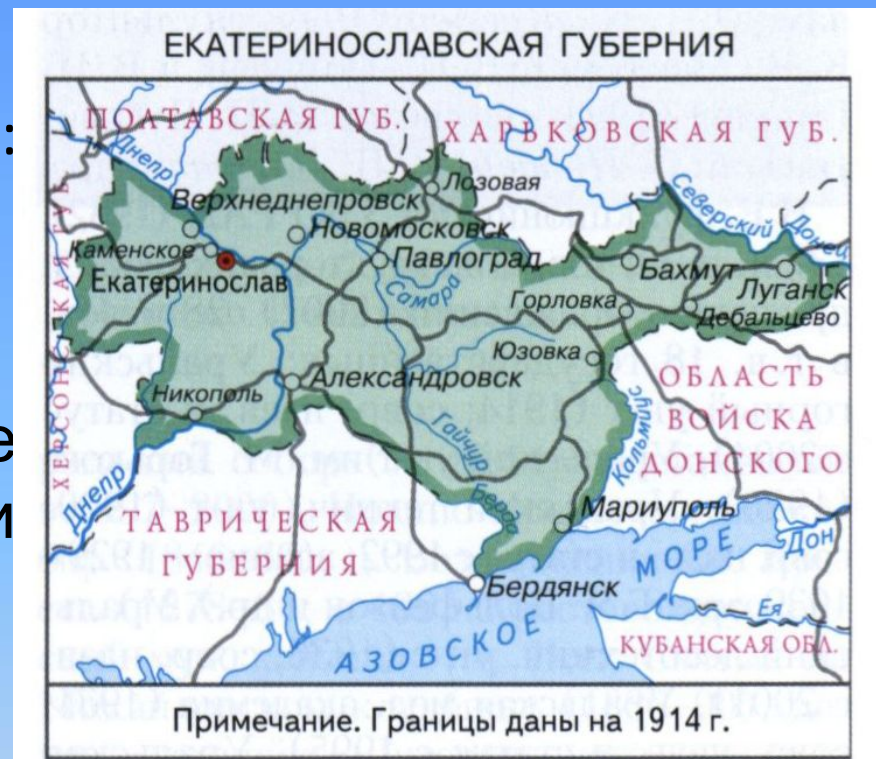 ЕКАТЕРИНОСЛАВСКАЯ ГУБЕРНИЯ
ПОЛТАВСКАЯ ГУБ.
ХАРЬКОВСКАЯ ГУБ.
:
Днепр
Лозовая
Верхнеднепровск
Северский Донец
Новомосковск
Каменское
Павлоград
Бахмут
Екатеринослав
Самара
Луганск
Горловка
Дебальцево
ХЕРСОНСКАЯ ГУБ.
Юзовка
Александровск
ОБЛАСТЬ
ВОЙСКА
ДОНСКОГО
Никополь
Кальмиус
е
Гайчур
и
Днепр
Берда
ТАВРИЧЕСКАЯ
ГУБЕРНИЯ
Мариуполь
Дон
Бердянск
АЗОВСКОЕ МОРЕ
Ея
КУБАНСКАЯ ОБЛ.
Примечание. Границы даны на 1914 г.